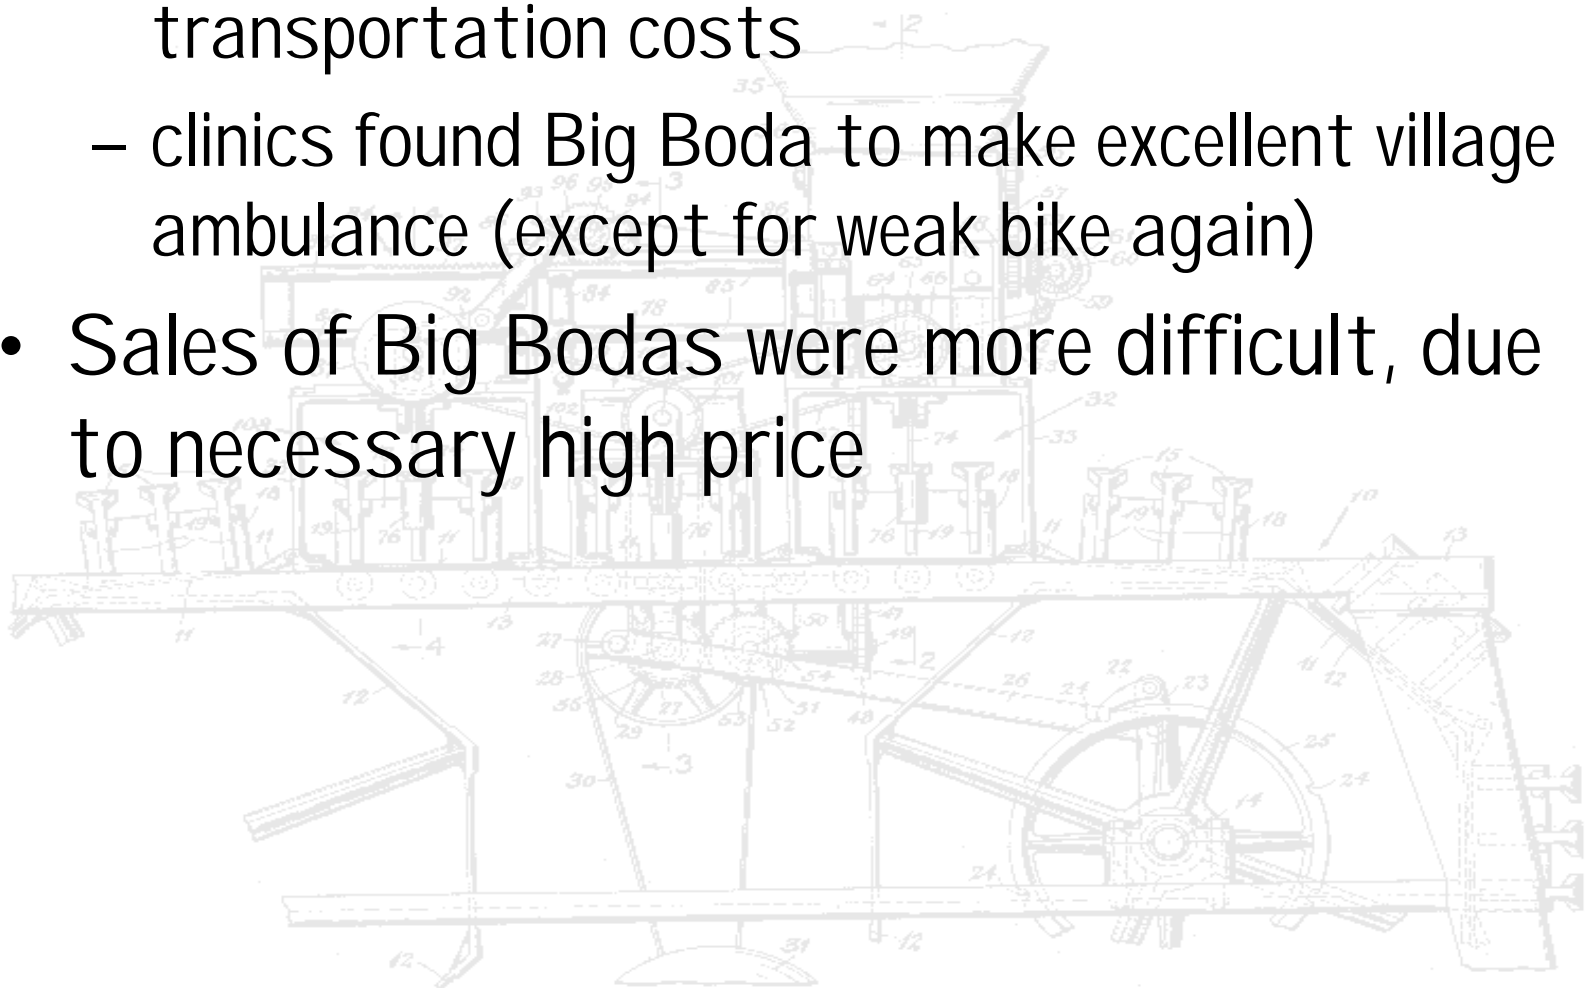 transportation costs
– clinics found Big Boda to make excellent village
ambulance (except for weak bike again)
• Sales of Big Bodas were more difficult, due
to necessary high price